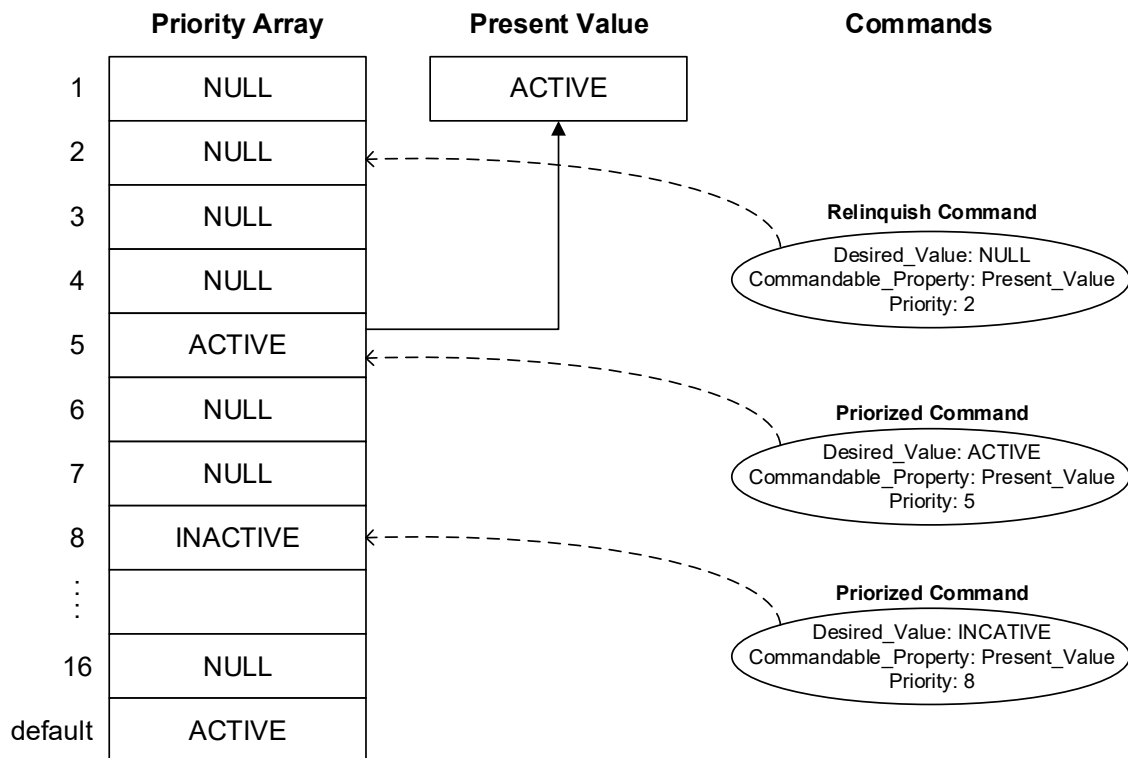 Priority Array
Present Value
Commands
1
NULL
ACTIVE
2
NULL
3
NULL
Relinquish Command
Desired_Value: NULL
Commandable_Property: Present_Value
Priority: 2
4
NULL
5
ACTIVE
6
NULL
Priorized Command
Desired_Value: ACTIVE
Commandable_Property: Present_Value
Priority: 5
7
NULL
8
INACTIVE
Priorized Command
Desired_Value: INCATIVE
Commandable_Property: Present_Value
Priority: 8
16
NULL
default
ACTIVE